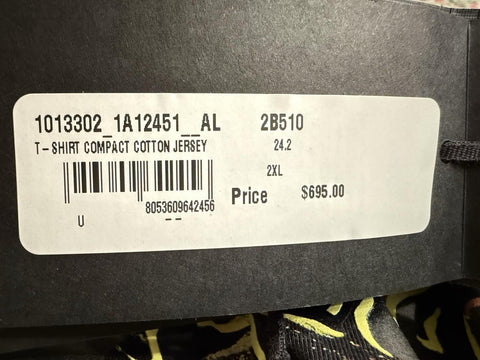 1013302_1A12451__AL 2B510
T-SHIRT COMPACT COTTON JERSEY 24.2
2XL
Price $695.00
8053609642456
U --